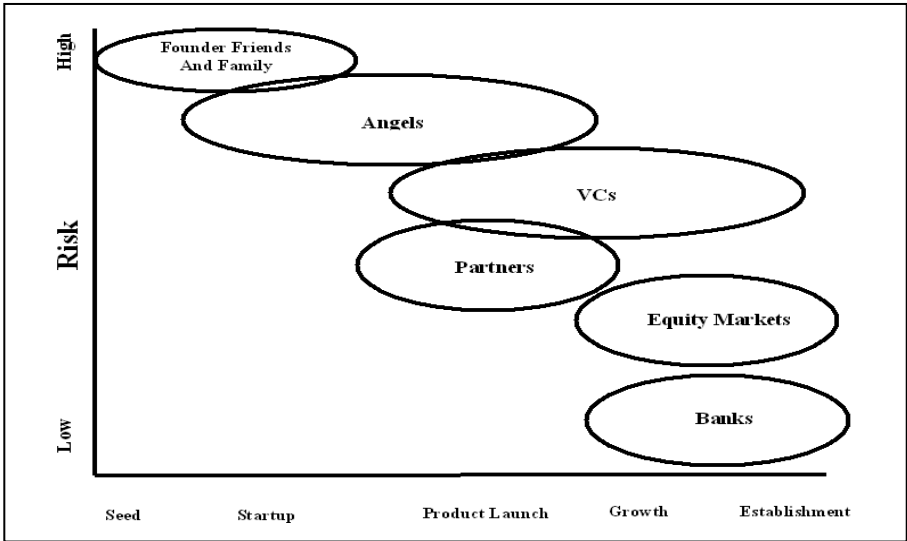 High
Founder Friends
And Family
Angels
VCs
Risk
Partners
Equity Markets
Low
Banks
Seed
Startup
Product Launch
Growth
Establishment